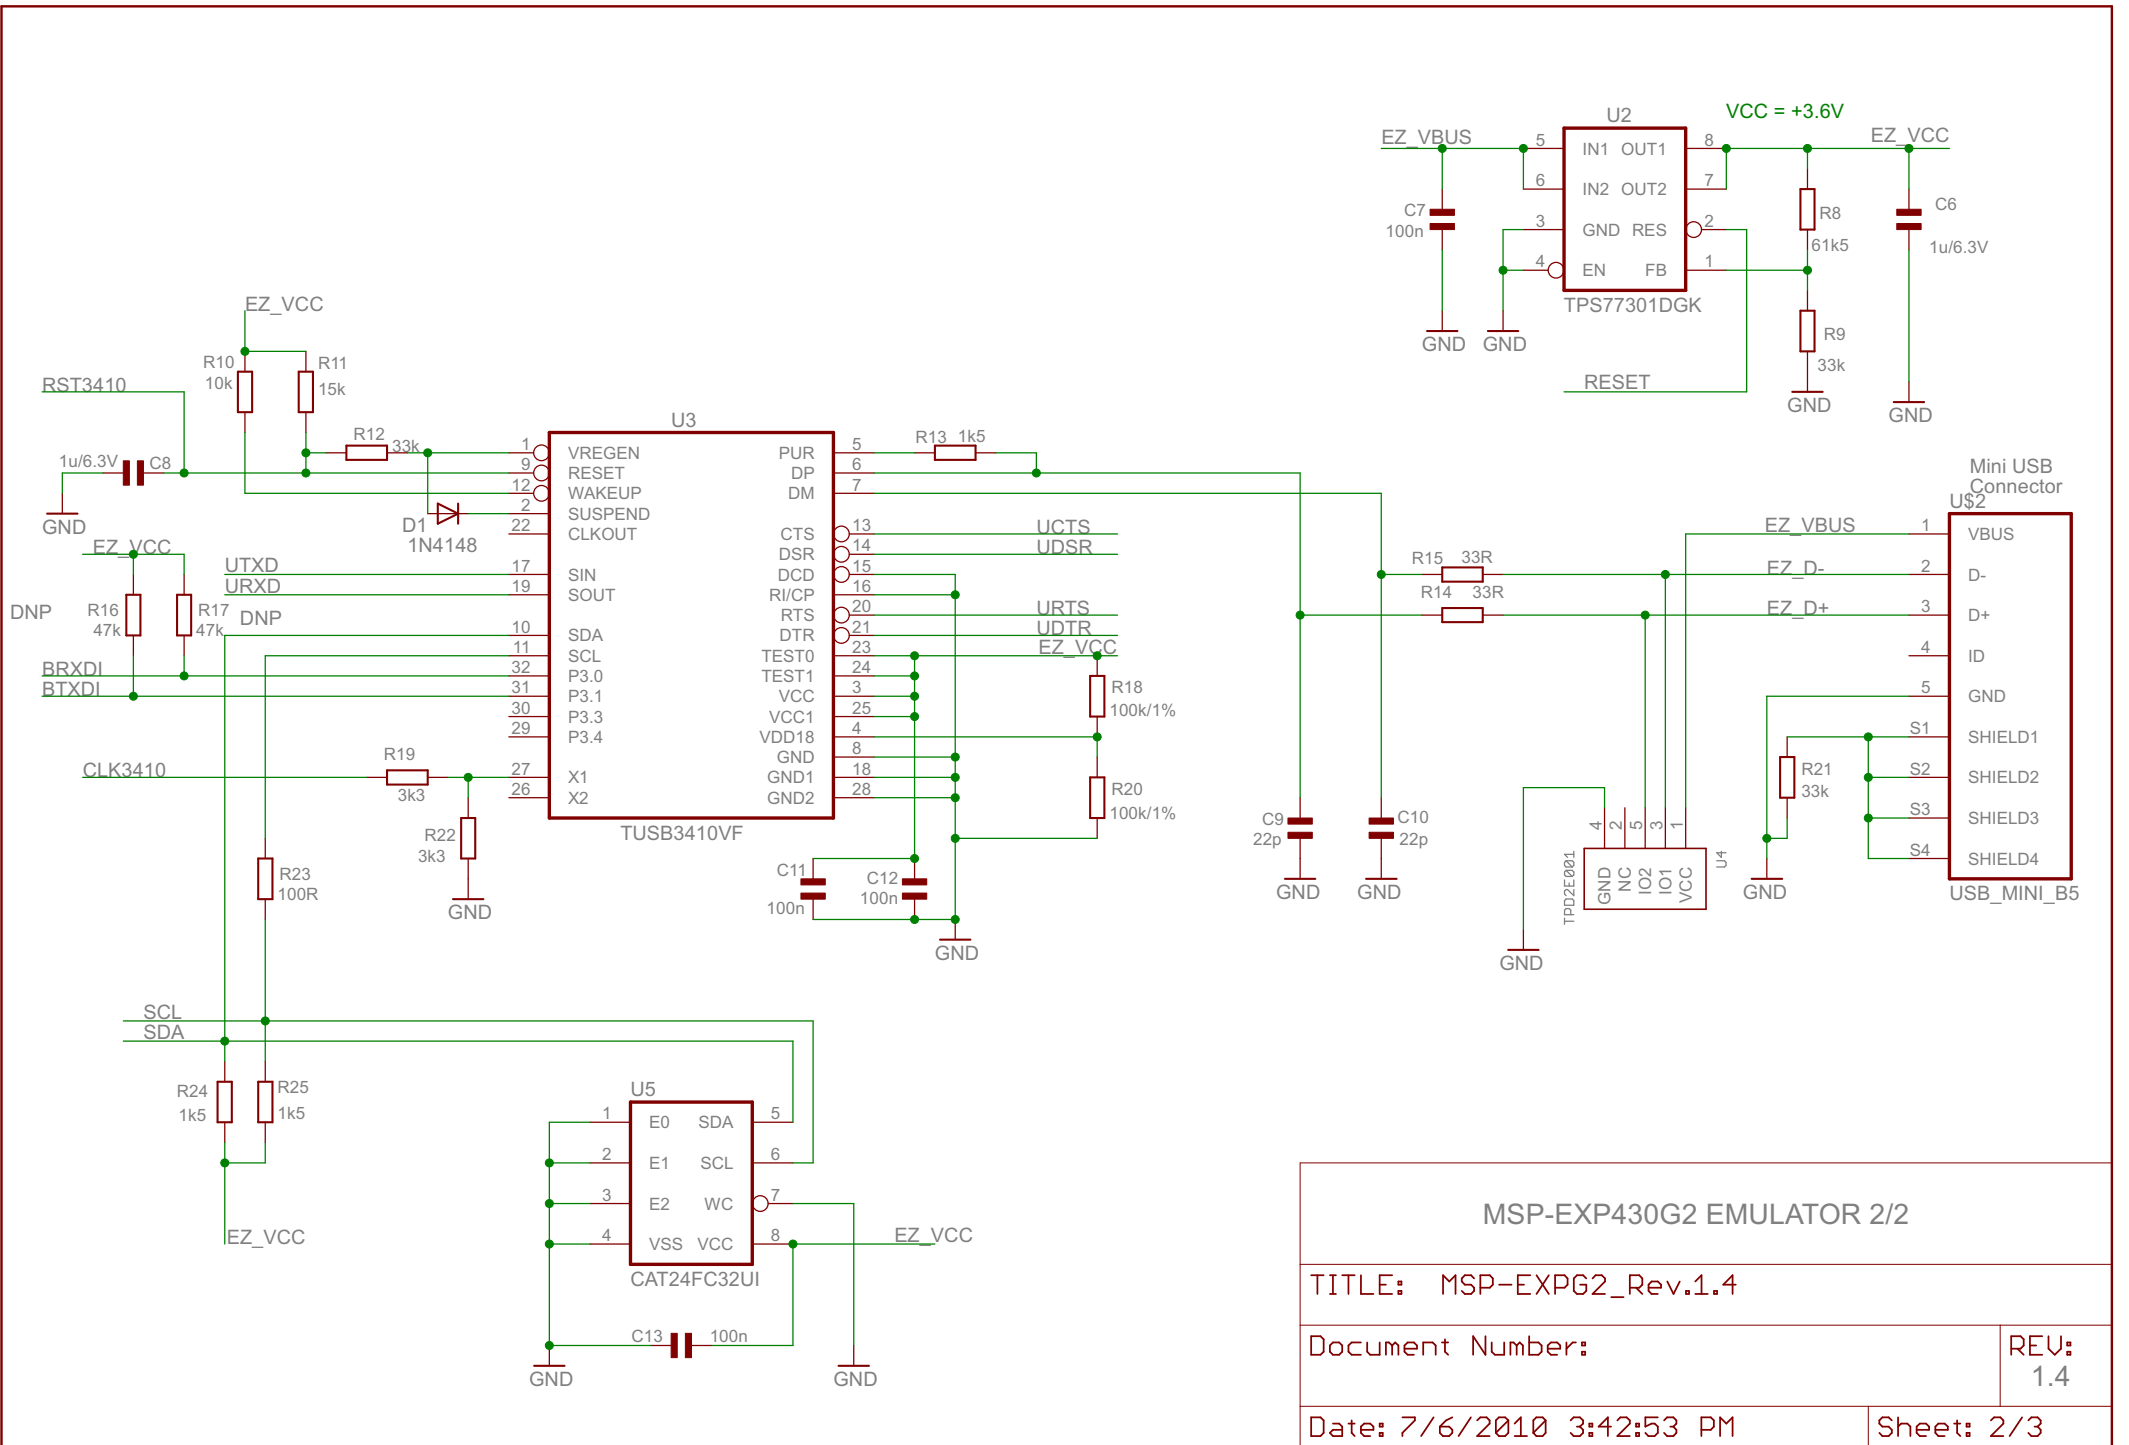 U2
VCC = +3.6V
EZ_VBUS
EZ_VCC
5 IN1 OUT1 8
6 IN2 OUT2 7
3 GND RES 2
4 EN FB 1
TPS77301DGK
C7
100n
R8
61k5
C6
1u/6.3V
R9
33k
GND
GND
RESET
GND
GND
EZ_VCC
R10
10k
R11
15k
RST3410
R12
33k
1u/6.3V
C8
GND
D1
1N4148
U3
1 VREGEN PUR 5
9 RESET DP 6
12 WAKEUP DM 7
2 SUSPEND
22 CLKOUT CTS 13
DSR 14
17 SIN DCD 15
19 SOUT RI/CP 16
RTS 20
10 SDA DTR 21
11 SCL TEST0 23
32 P3.0 TEST1 24
31 P3.1 VCC 3
30 P3.3 VCC1 25
29 P3.4 VDD18 4
GND 8
27 X1 GND1 18
26 X2 GND2 28
TUSB3410VF
R13 1k5
UCTS
UDSR
URTS
UDTR
EZ_VCC
EZ_VCC
UTXD
URXD
DNP
R16
47k
R17
47k
DNP
BRXDI
BTXDI
CLK3410
R19
3k3
R22
3k3
GND
R18
100k/1%
R20
100k/1%
C11
100n
C12
100n
GND
C9
22p
GND
C10
22p
GND
R15 33R
R14 33R
Mini USB
Connector
U$2
EZ_VBUS 1 VBUS
EZ_D- 2 D-
EZ_D+ 3 D+
4 ID
5 GND
S1 SHIELD1
S2 SHIELD2
S3 SHIELD3
S4 SHIELD4
USB_MINI_B5
R21
33k
GND
4 2 5 3 1
GND NC IO2 IO1 VCC
TPD2E001
U4
GND
R23
100R
SCL
SDA
R24
1k5
R25
1k5
EZ_VCC
U5
1 E0 SDA 5
2 E1 SCL 6
3 E2 WC 7
4 VSS VCC 8
CAT24FC32UI
EZ_VCC
C13 100n
GND
GND
MSP-EXP430G2 EMULATOR 2/2
TITLE: MSP-EXPG2_Rev.1.4
Document Number:
REV:
1.4
Date: 7/6/2010 3:42:53 PM
Sheet: 2/3